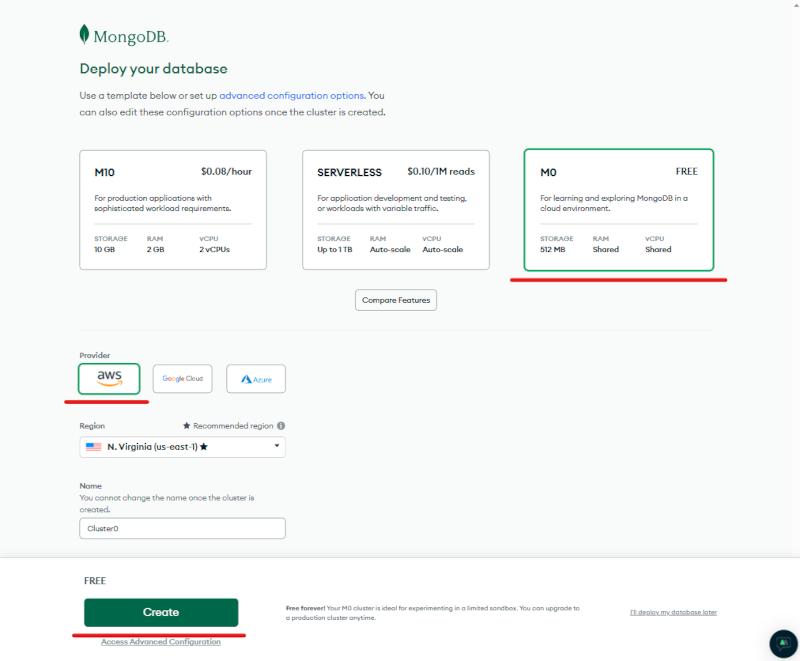 MongoDB.
Deploy your database
Use a template below or set up advanced configuration options. You
can also edit these configuration options once the cluster is created.
M10 $0.08/hour
For production applications with
sophisticated workload requirements.
STORAGE RAM vCPU
10 GB 2 GB 2 vCPUs
SERVERLESS $0.10/1M reads
For application development and testing,
or workloads with variable traffic.
STORAGE RAM vCPU
Up to 1 TB Auto-scale Auto-scale
M0 FREE
For learning and exploring MongoDB in a
cloud environment.
STORAGE RAM vCPU
512 MB Shared Shared
Compare Features
Provider
aws Google Cloud Azure
Region ★ Recommended region
N. Virginia (us-east-1) ★
Name
You cannot change the name once the cluster is
created.
Cluster0
FREE
Create
Access Advanced Configuration
Free forever! Your M0 cluster is ideal for experimenting in a limited sandbox. You can upgrade to
a production cluster anytime.
I'll deploy my database later